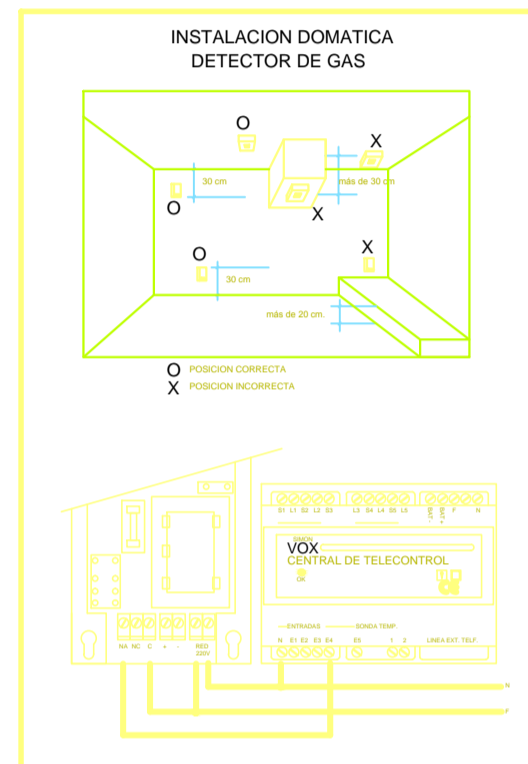 INSTALACION DOMATICA
DETECTOR DE GAS
O
X
30 cm
más de 30 cm
O
X
O
X
30 cm
más de 20 cm.
O POSICION CORRECTA
X POSICION INCORRECTA
S1 L1 S2 L2 S3 L3 S4 L4 S5 L5 BAT - BAT + F N
SIMON
VOX
CENTRAL DE TELECONTROL
OK
ENTRADAS SONDA TEMP.
NA NC C + - RED N E1 E2 E3 E4 E5 1 2 LINEA EXT. TELF.
220V
N
F